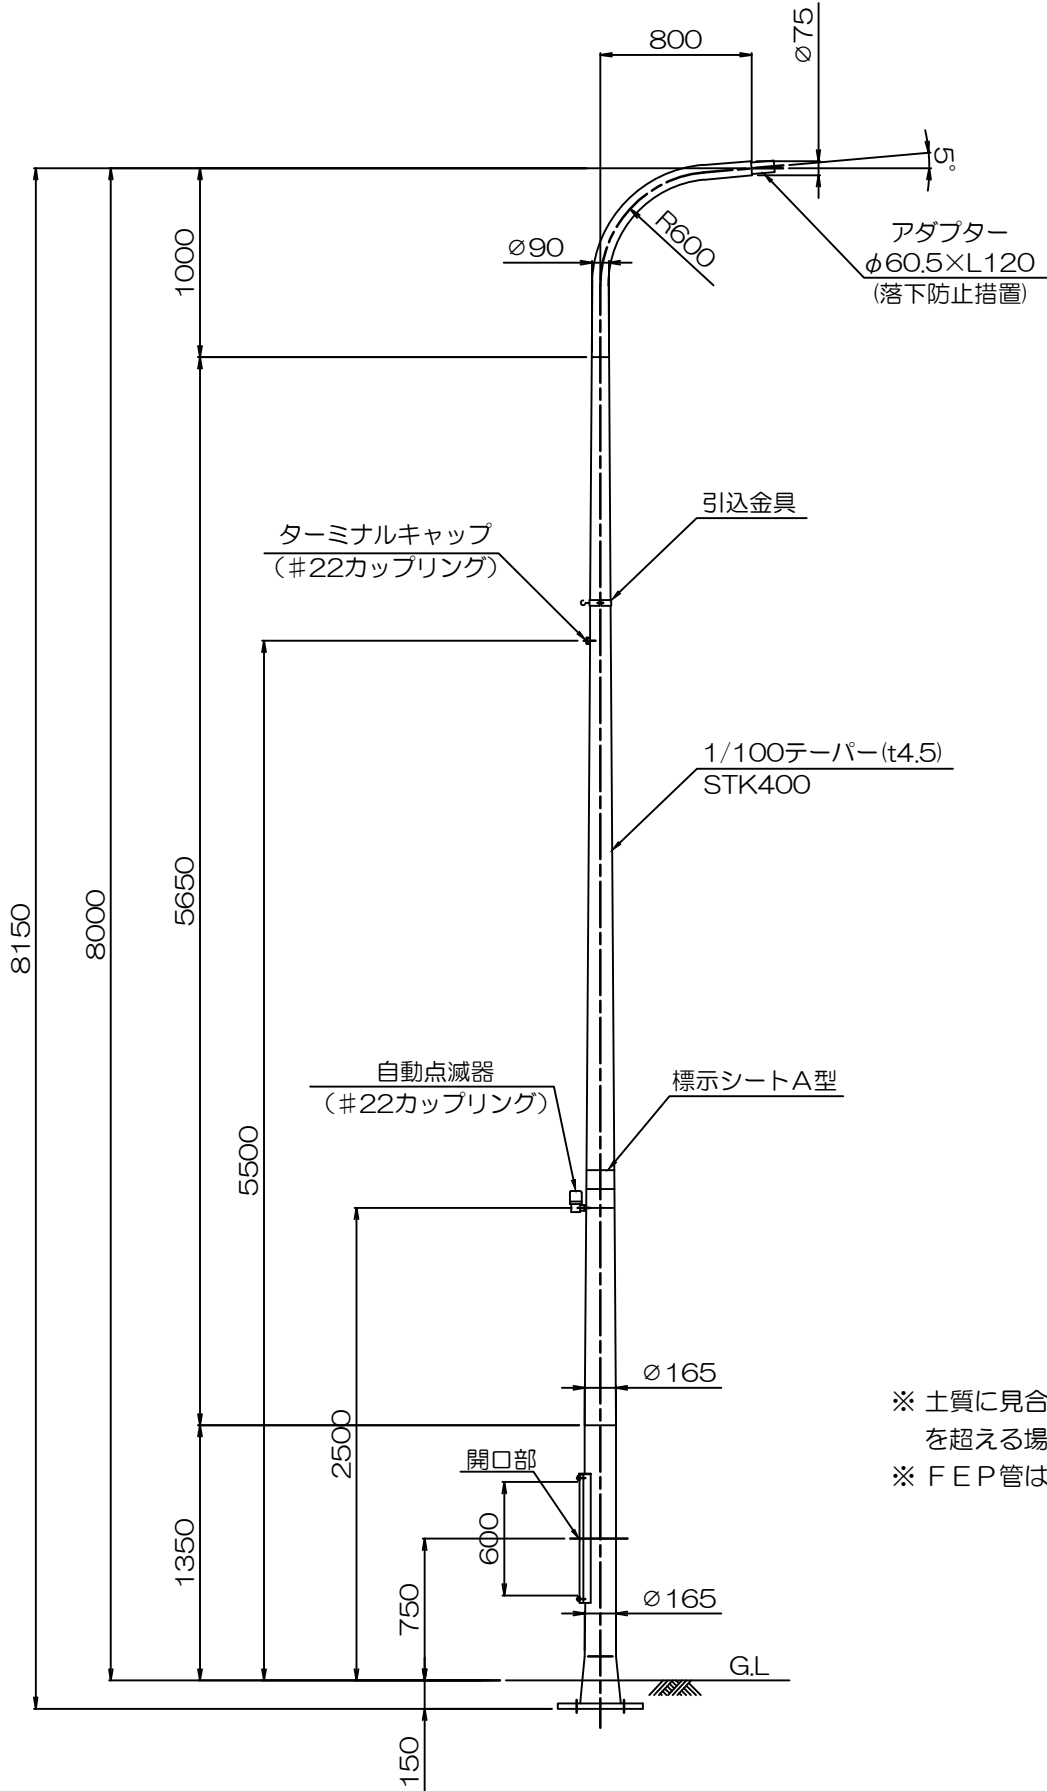 800
⌀75
5°
アダプター
φ60.5×L120
(落下防止措置)
R600
⌀90
1000
引込金具
ターミナルキャップ
(♯22カップリング)
1/100テーパー(t4.5)
STK400
5650
8000
8150
自動点滅器
(♯22カップリング)
標示シートA型
5500
⌀165
※ 土質に見合
を超える場
※ FEP管は
2500
開口部
600
1350
750
⌀165
G.L
150